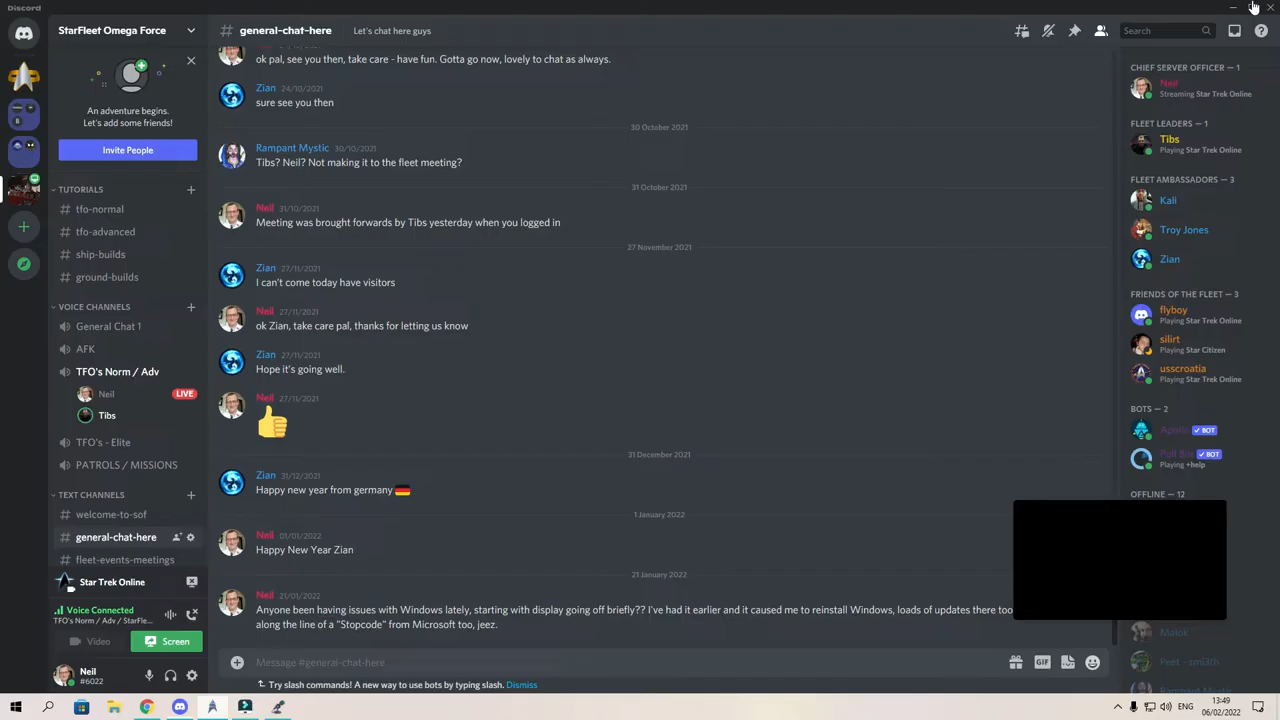 Discord
StarFleet Omega Force
# general-chat-here
Let's chat here guys
Search
An adventure begins.
Let's add some friends!
Invite People
TUTORIALS
# tfo-normal
# tfo-advanced
# ship-builds
# ground-builds
VOICE CHANNELS
General Chat 1
AFK
TFO's Norm / Adv
Neil LIVE
Tibs
TFO's - Elite
PATROLS / MISSIONS
TEXT CHANNELS
# welcome-to-sof
# general-chat-here
# fleet-events-meetings
Star Trek Online
Voice Connected
TFO's Norm / Adv / StarFle...
Video
Screen
Neil
#6022
ok pal, see you then, take care - have fun. Gotta go now, lovely to chat as always.
Zian 24/10/2021
sure see you then
30 October 2021
Rampant Mystic 30/10/2021
Tibs? Neil? Not making it to the fleet meeting?
31 October 2021
Neil 31/10/2021
Meeting was brought forwards by Tibs yesterday when you logged in
27 November 2021
Zian 27/11/2021
I can't come today have visitors
Neil 27/11/2021
ok Zian, take care pal, thanks for letting us know
Zian 27/11/2021
Hope it's going well.
Neil 27/11/2021
31 December 2021
Zian 31/12/2021
Happy new year from germany
1 January 2022
Neil 01/01/2022
Happy New Year Zian
21 January 2022
Neil 21/01/2022
Anyone been having issues with Windows lately, starting with display going off briefly?? I've had it earlier and it caused me to reinstall Windows, loads of updates there too
along the line of a "Stopcode" from Microsoft too, jeez.
Message #general-chat-here
GIF
Try slash commands! A new way to use bots by typing slash. Dismiss
CHIEF SERVER OFFICER — 1
Neil
Streaming Star Trek Online
FLEET LEADERS — 1
Tibs
Playing Star Trek Online
FLEET AMBASSADORS — 3
Kali
Troy Jones
Zian
FRIENDS OF THE FLEET — 3
flyboy
Playing Star Trek Online
silirt
Playing Star Citizen
usscroatia
Playing Star Trek Online
BOTS — 2
Apollo BOT
BOT
Playing +help
OFFLINE — 12
Malok
Rampant Mystic
ENG
13:49
06/02/2022